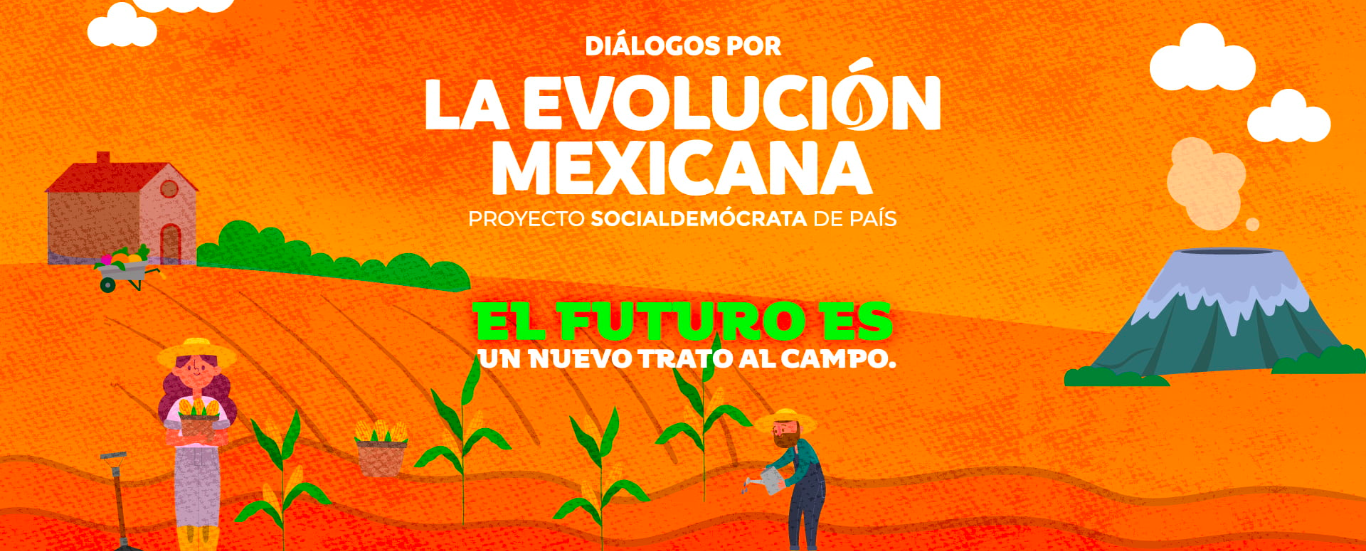 DIÁLOGOS POR
LA EVOLUCIÓN
MEXICANA
PROYECTO SOCIALDEMÓCRATA DE PAÍS
EL FUTURO ES
UN NUEVO TRATO AL CAMPO.